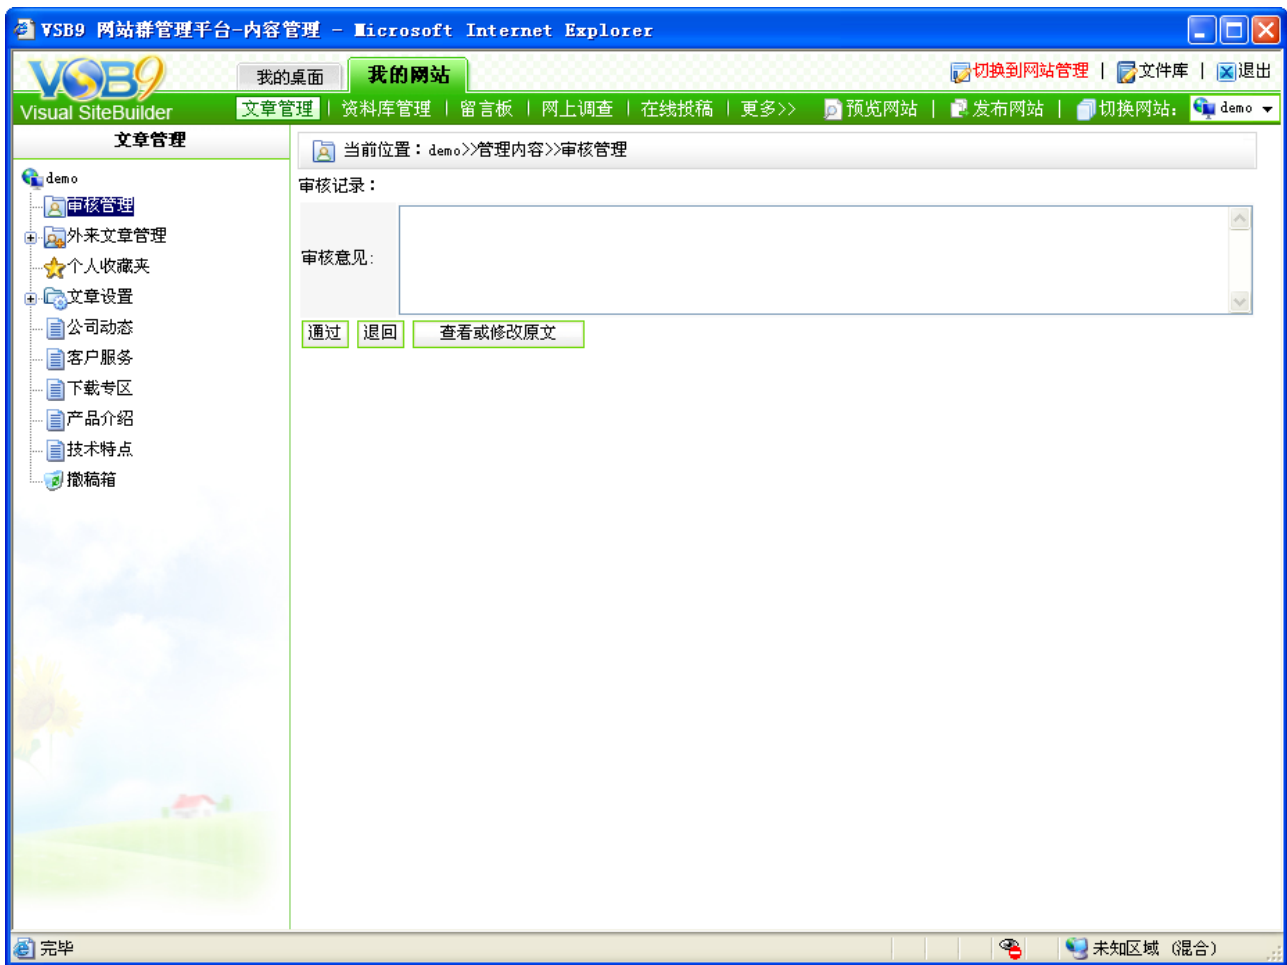 VSB9 网站群管理平台-内容管理 - Microsoft Internet Explorer
VSB9
Visual SiteBuilder
我的桌面 我的网站 切换到网站管理 | 文件库 | 退出
文章管理 | 资料库管理 | 留言板 | 网上调查 | 在线投稿 | 更多>> 预览网站 | 发布网站 | 切换网站: demo
文章管理
demo
审核管理
外来文章管理
个人收藏夹
文章设置
公司动态
客户服务
下载专区
产品介绍
技术特点
撤稿箱
当前位置：demo>>管理内容>>审核管理
审核记录：
审核意见:
通过 退回 查看或修改原文
完毕 未知区域 (混合)